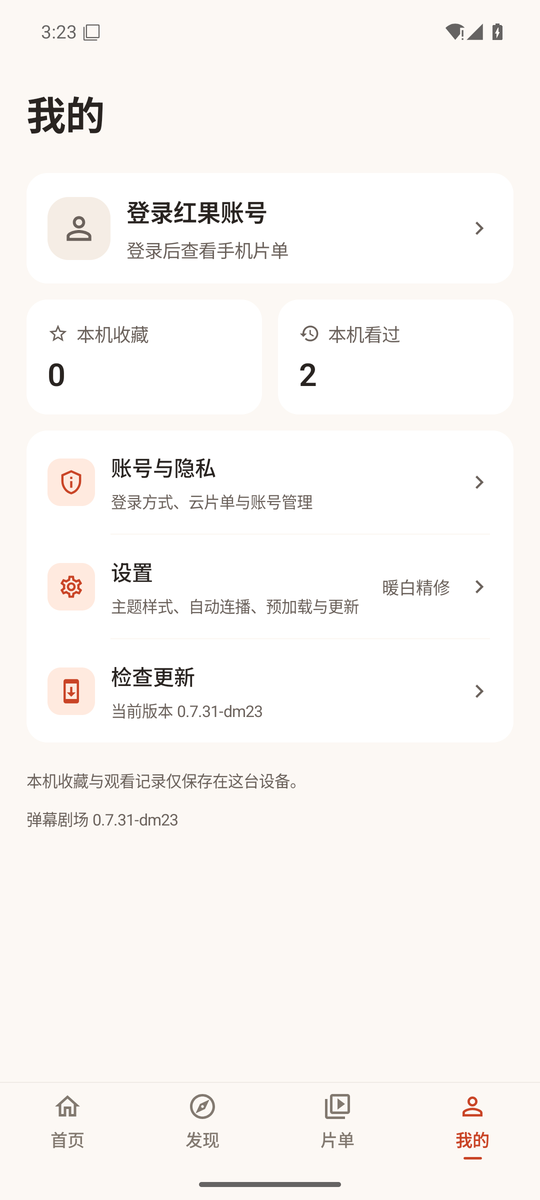 3:23
我的
登录红果账号
登录后查看手机片单
本机收藏
0
本机看过
2
账号与隐私
登录方式、云片单与账号管理
设置
主题样式、自动连播、预加载与更新
暖白精修
检查更新
当前版本 0.7.31-dm23
本机收藏与观看记录仅保存在这台设备。
弹幕剧场 0.7.31-dm23
首页
发现
片单
我的